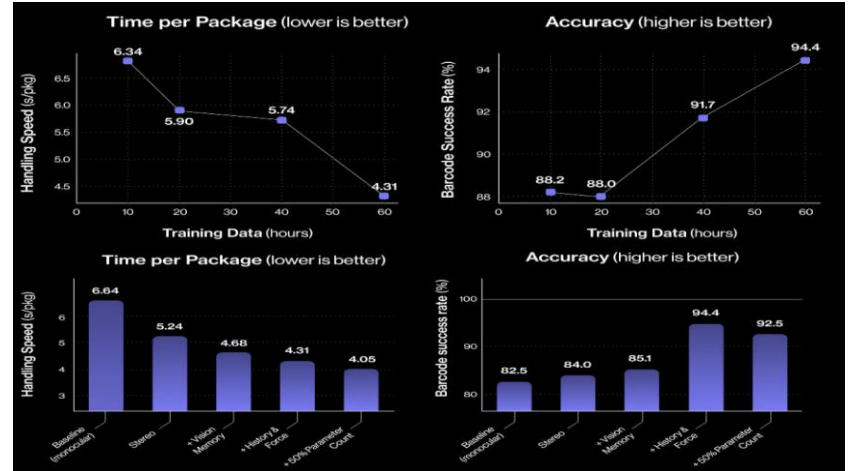 Time per Package (lower is better)
Handling Speed (s/pkg)
6.5
6.0
5.5
5.0
4.5
6.34
5.90
5.74
4.31
0 10 20 30 40 50 60
Training Data (hours)
Accuracy (higher is better)
Barcode Success Rate (%)
94
92
90
88
88.2
88.0
91.7
94.4
0 10 20 30 40 50 60
Training Data (hours)
Time per Package (lower is better)
Handling Speed (s/pkg)
6
5
4
3
6.64
5.24
4.68
4.31
4.05
Baseline
(monocular)
Stereo
+ Vision
Memory
+ History &
Force
+ 50% Parameter
Count
Accuracy (higher is better)
Barcode success rate (%)
100
90
80
82.5
84.0
85.1
94.4
92.5
Baseline
(monocular)
Stereo
+ Vision
Memory
+ History &
Force
+ 50% Parameter
Count